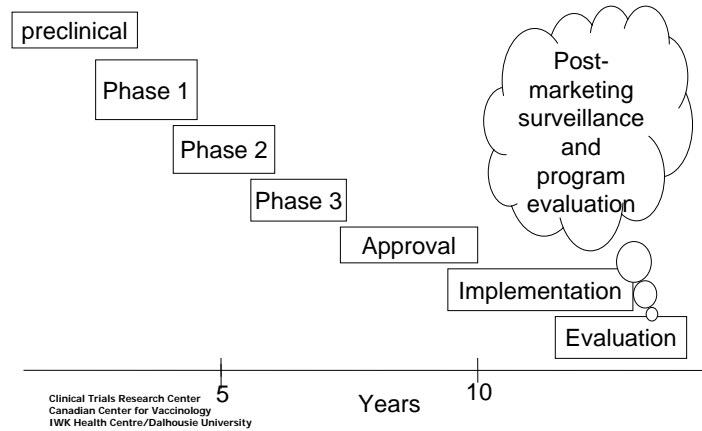 preclinical
Phase 1
Phase 2
Phase 3
Approval
Implementation
Evaluation
Post-
marketing
surveillance
and
program
evaluation
5
10
Years
Clinical Trials Research Center
Canadian Center for Vaccinology
IWK Health Centre/Dalhousie University